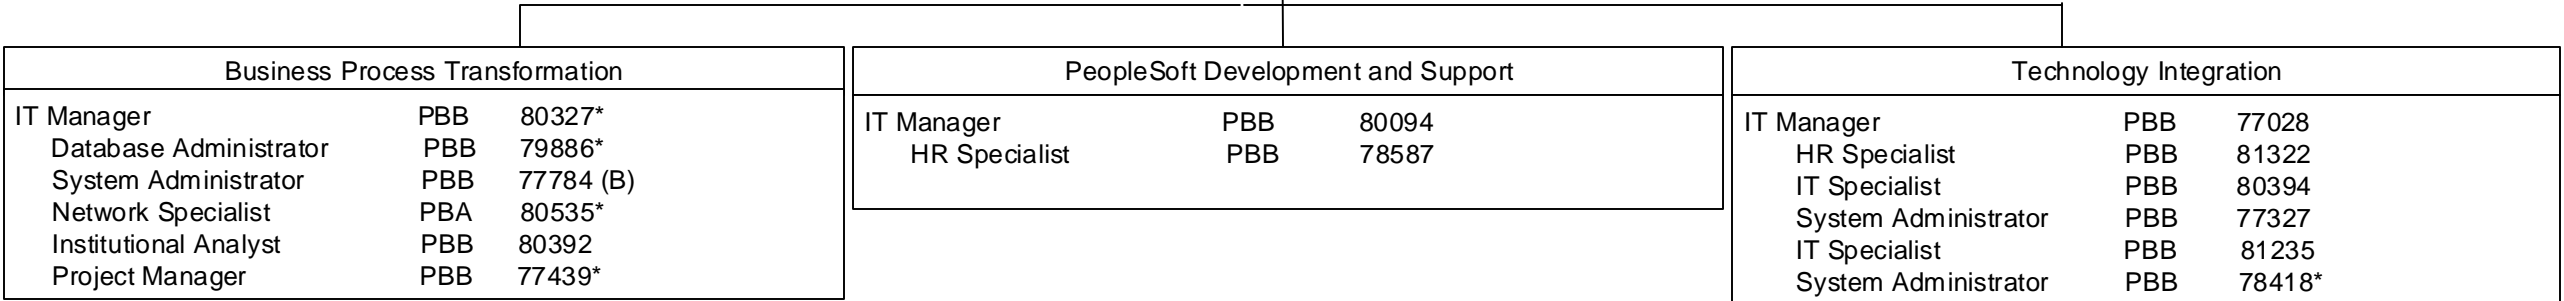 Business Process Transformation
IT Manager PBB 80327*
Database Administrator PBB 79886*
System Administrator PBB 77784 (B)
Network Specialist PBA 80535*
Institutional Analyst PBB 80392
Project Manager PBB 77439*
PeopleSoft Development and Support
IT Manager PBB 80094
HR Specialist PBB 78587
Technology Integration
IT Manager PBB 77028
HR Specialist PBB 81322
IT Specialist PBB 80394
System Administrator PBB 77327
IT Specialist PBB 81235
System Administrator PBB 78418*